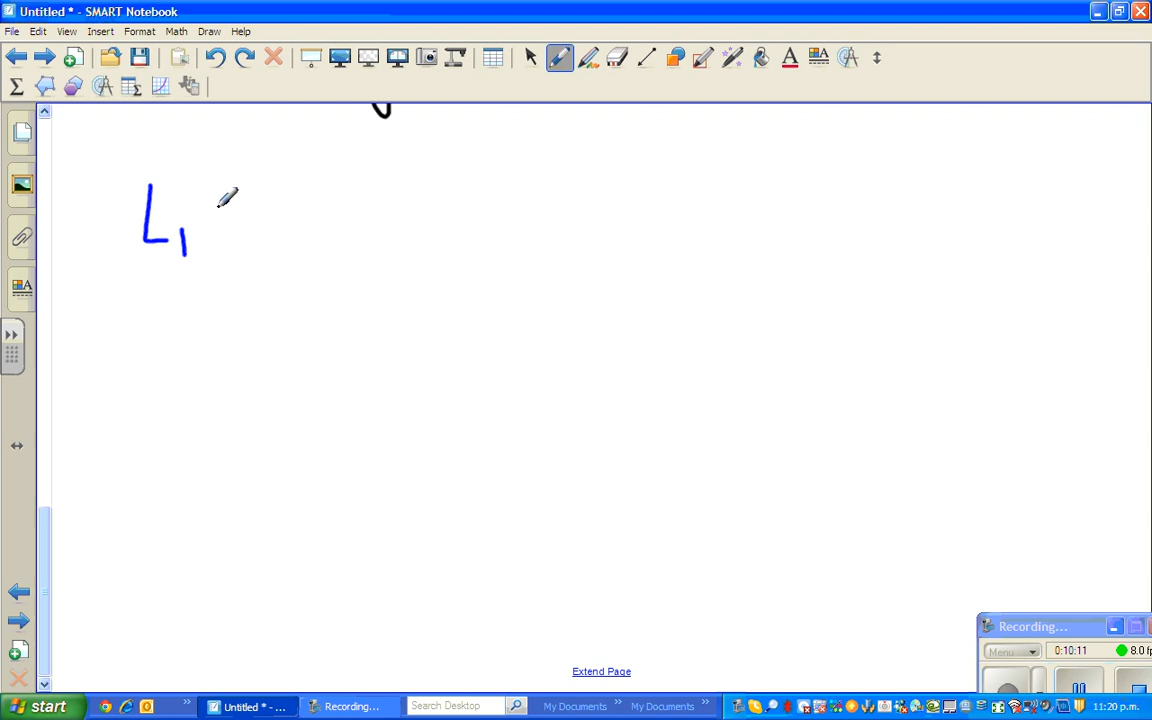 Untitled * - SMART Notebook
File Edit View Insert Format Math Draw Help
L₁
Extend Page
Recording...
Menu 0:10:11 8.0 fp
start Untitled * - ... Recording... Search Desktop My Documents » My Documents » 11:20 p.m.